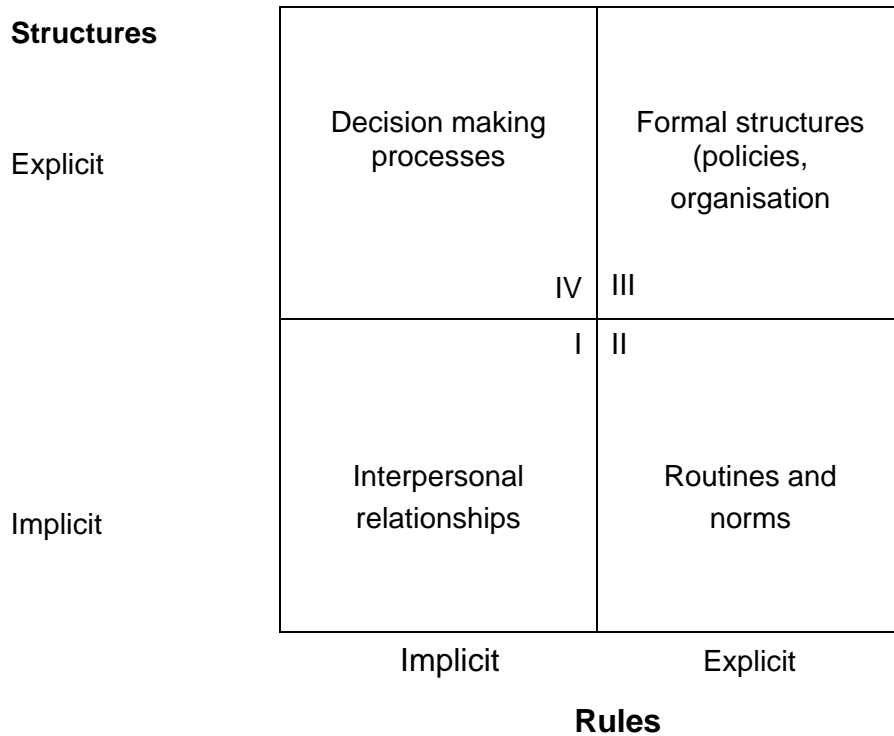 Structures
Explicit
Decision making
processes
Formal structures
(policies,
organisation
IV
III
I
II
Implicit
Interpersonal
relationships
Routines and
norms
Implicit
Explicit
Rules